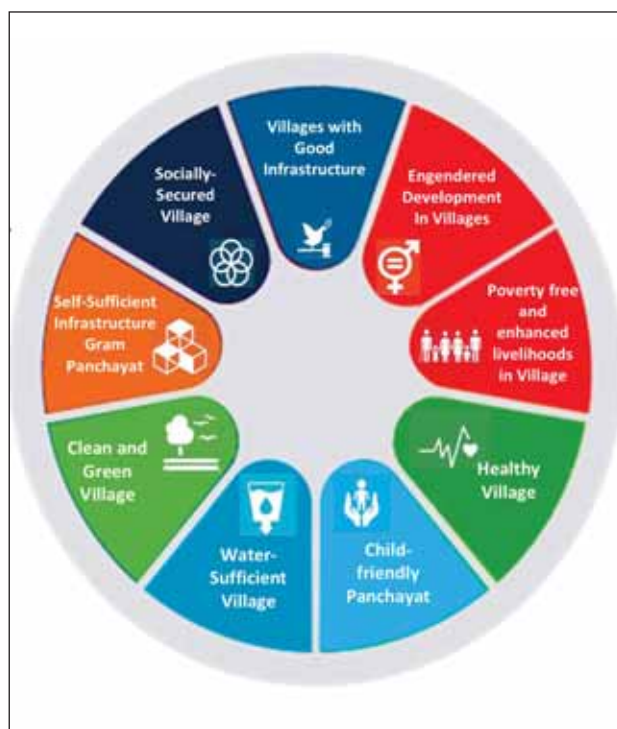 Villages with
Good
Infrastructure
Engendered
Development
In Villages
Poverty free
and
enhanced
livelihoods
in Village
Healthy
Village
Child-
friendly
Panchayat
Water-
Sufficient
Village
Clean and
Green
Village
Self-Sufficient
Infrastructure
Gram
Panchayat
Socially-
Secured
Village